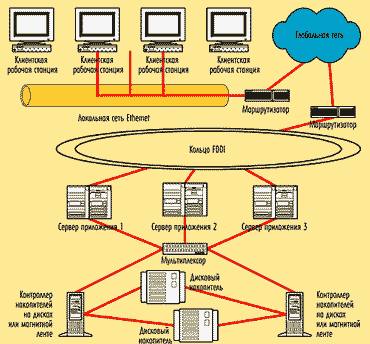 Клиентская
рабочая станция
Клиентская
рабочая станция
Клиентская
рабочая станция
Клиентская
рабочая станция
Глобальная сеть
Маршрутизатор
Локальная сеть Ethernet
Маршрутизатор
Кольцо FDDI
Сервер приложения 1
Сервер приложения 2
Сервер приложения 3
Мультиплексор
Дисковый
накопитель
Контроллер
накопителей
на дисках
или магнитной
ленте
Контроллер
накопителей
на дисках
или магнитной
ленте
Дисковый
накопитель